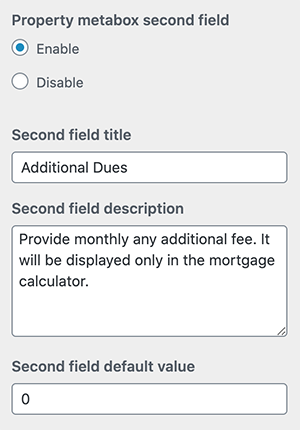 Property metabox second field
Enable
Disable
Second field title
Additional Dues
Second field description
Provide monthly any additional fee. It
will be displayed only in the mortgage
calculator.
Second field default value
0